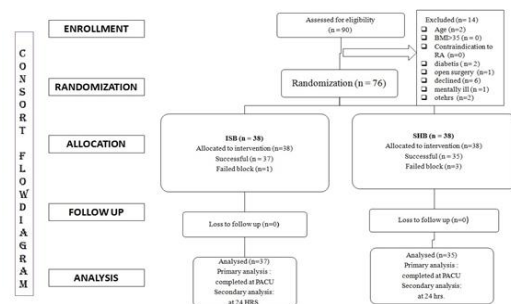 CONSORT FLOWDIAGRAM
ENROLLMENT
Assessed for eligibility
(n = 90)
Excluded (n= 14)
Age (n=2)
BMI>35 (n = 0)
Contraindication to
RA (n=0)
diabetis (n= 2)
open surgery (n=1)
declined (n= 6)
mentally ill (n =1)
otehrs (n=2)
RANDOMIZATION
Randomization (n = 76)
ALLOCATION
ISB (n = 38)
Allocated to intervention (n=38)
Successful (n = 37)
Failed block (n=1)
SHB (n = 38)
Allocated to intervention (n=38)
Successful (n = 35)
Failed block (n=3)
FOLLOW UP
Loss to follow up (n=0)
Loss to follow up (n=0)
ANALYSIS
Analysed (n=37)
Primary analysis :
completed at PACU
Secondary analysis:
at 24 HRS
Analysed (n=35)
Primary analysis :
completed at PACU
Secondary analysis:
at 24 hrs.